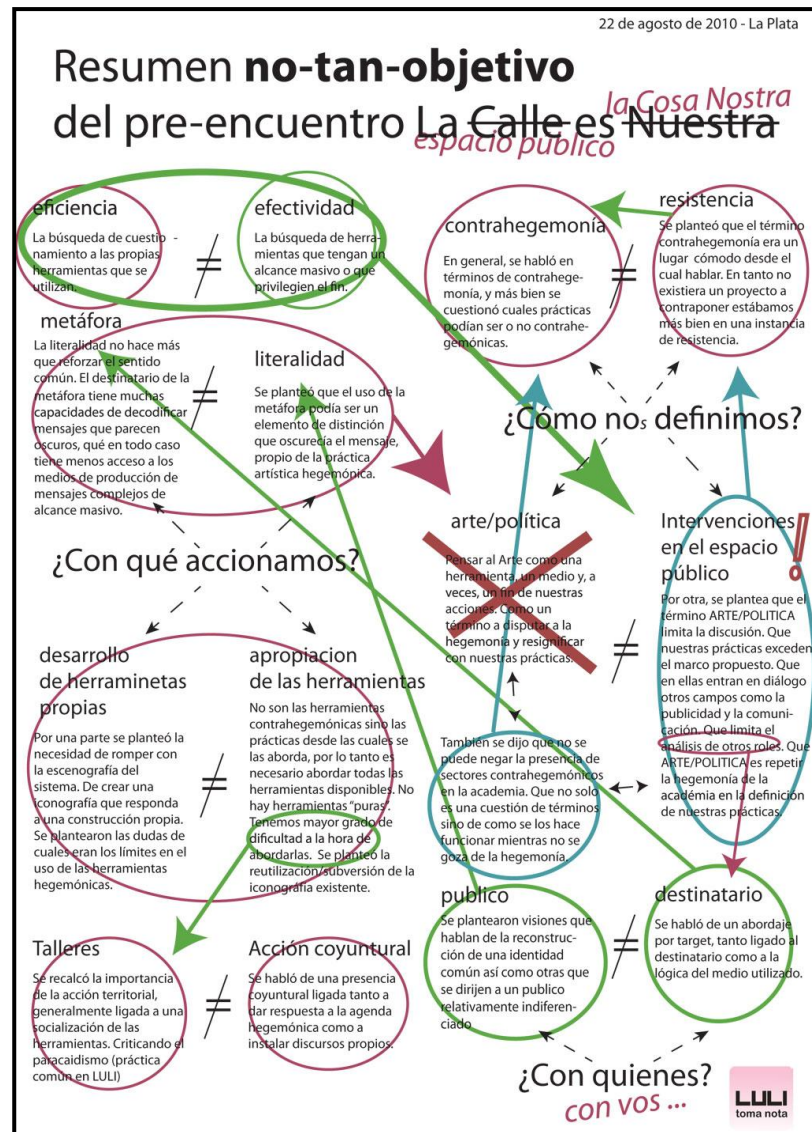 22 de agosto de 2010 - La Plata
Resumen no-tan-objetivo
del pre-encuentro La Calle es Nuestra
la Cosa Nostra
espacio público
eficiencia
La búsqueda de cuestio -
namiento a las propias
herramientas que se
utilizan.
≠
efectividad
La búsqueda de herra-
mientas que tengan un
alcance masivo o que
privilegien el fin.
contrahegemonía
En general, se habló en
términos de contrahege-
monía, y más bien se
cuestionó cuales prácticas
podían ser o no contrahe-
gemónicas.
≠
resistencia
Se planteó que el término
contrahegemonía era un
lugar cómodo desde el
cual hablar. En tanto no
existiera un proyecto a
contraponer estábamos
más bien en una instancia
de resistencia.
metáfora
La literalidad no hace más
que reforzar el sentido
común. El destinatario de la
metáfora tiene muchas
capacidades de decodificar
mensajes que parecen
oscuros, qué en todo caso
tiene menos acceso a los
medios de producción de
mensajes complejos de
alcance masivo.
≠
literalidad
Se planteó que el uso de la
metáfora podía ser un
elemento de distinción
que oscurecía el mensaje,
propio de la práctica
artística hegemónica.
¿Cómo nos definimos?
¿Con qué accionamos?
arte/política
Pensar al Arte como una
herramienta, un medio y, a
veces, un fin de nuestras
acciones. Como un
término a disputar a la
hegemonía y resignificar
con nuestras prácticas.
≠
Intervenciones
en el espacio
público
!
Por otra, se plantea que el
término ARTE/POLITICA
limita la discusión. Que
nuestras prácticas exceden
el marco propuesto. Que
en ellas entran en diálogo
otros campos como la
publicidad y la comuni-
cación. Que limita el
análisis de otros roles. Que
ARTE/POLITICA es repetir
la hegemonía de la
académia en la definición
de nuestras prácticas.
También se dijo que no se
puede negar la presencia de
sectores contrahegemónicos
en la academia. Que no solo
es una cuestión de términos
sino de como se los hace
funcionar mientras no se
goza de la hegemonía.
desarrollo
de herraminetas
propias
Por una parte se planteó la
necesidad de romper con
la escenografía del
sistema. De crear una
iconografía que responda
a una construcción propia.
Se plantearon las dudas de
cuales eran los límites en el
uso de las herramientas
hegemónicas.
≠
apropiacion
de las herramientas
No son las herramientas
contrahegemónicas sino las
prácticas desde las cuales se
las aborda, por lo tanto es
necesario abordar todas las
herramientas disponibles. No
hay herramientas "puras".
Tenemos mayor grado de
dificultad a la hora de
abordarlas. Se planteó la
reutilización/subversión de la
iconografía existente.
publico
Se plantearon visiones que
hablan de la reconstruc-
ción de una identidad
común así como otras que
se dirijen a un publico
relativamente indiferen-
ciado
≠
destinatario
Se habló de un abordaje
por target, tanto ligado al
destinatario como a la
lógica del medio utilizado.
Talleres
Se recalcó la importancia
de la acción territorial,
generalmente ligada a una
socialización de las
herramientas. Criticando el
paracaidismo (práctica
común en LULI)
≠
Acción coyuntural
Se habló de una presencia
coyuntural ligada tanto a
dar respuesta a la agenda
hegemónica como a
instalar discursos propios.
¿Con quienes?
con vos ...
LULI
toma nota